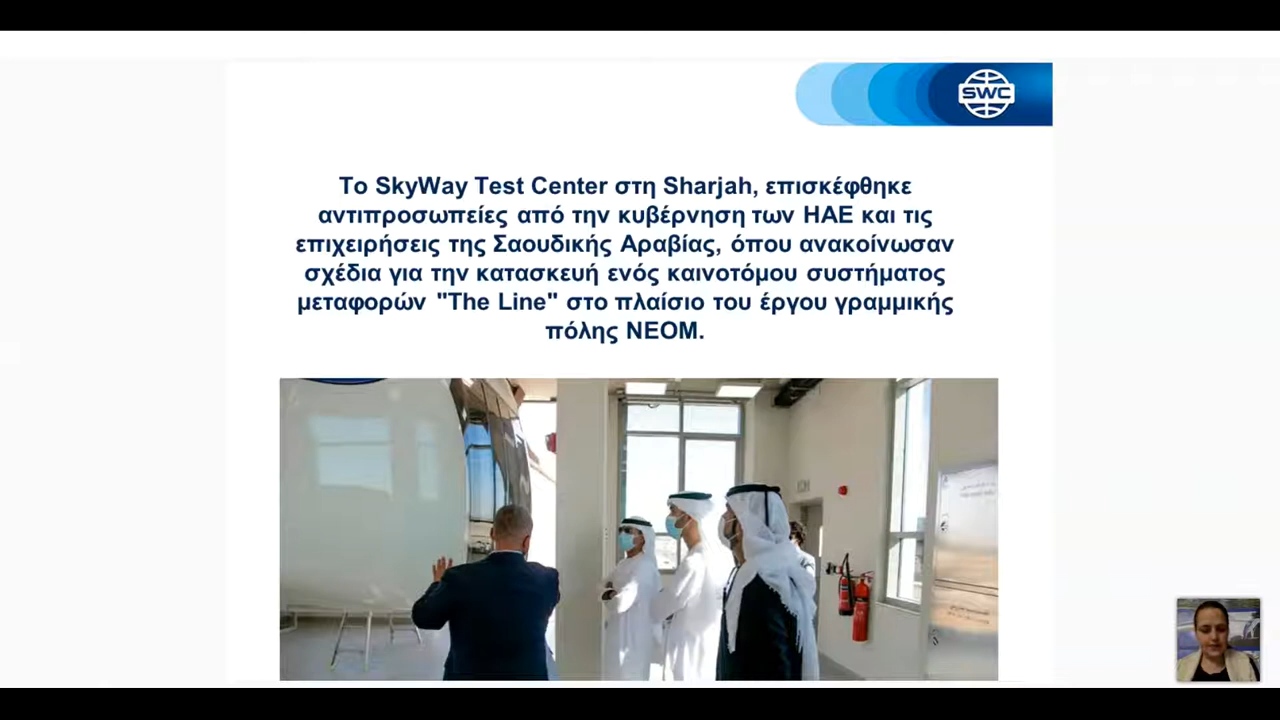 SWC
Το SkyWay Test Center στη Sharjah, επισκέφθηκε
αντιπροσωπείες από την κυβέρνηση των ΗΑΕ και τις
επιχειρήσεις της Σαουδικής Αραβίας, όπου ανακοίνωσαν
σχέδια για την κατασκευή ενός καινοτόμου συστήματος
μεταφορών "The Line" στο πλαίσιο του έργου γραμμικής
πόλης NEOM.